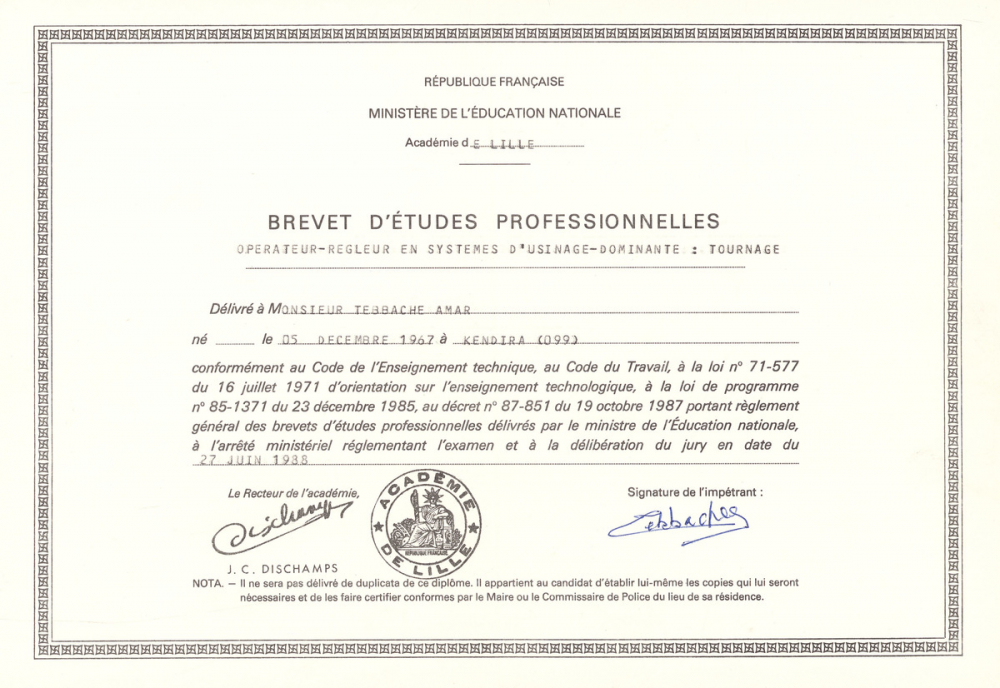 RÉPUBLIQUE FRANÇAISE
MINISTÈRE DE L'ÉDUCATION NATIONALE
Académie dE LILLE
BREVET D'ÉTUDES PROFESSIONNELLES
OPERATEUR-REGLEUR EN SYSTEMES D'USINAGE-DOMINANTE : TOURNAGE
Délivré à MONSIEUR TEBBACHE AMAR
né le 05 DECEMBRE 1967 à KENDIRA (099)
conformément au Code de l'Enseignement technique, au Code du Travail, à la loi n° 71-577
du 16 juillet 1971 d'orientation sur l'enseignement technologique, à la loi de programme
n° 85-1371 du 23 décembre 1985, au décret n° 87-851 du 19 octobre 1987 portant règlement
général des brevets d'études professionnelles délivrés par le ministre de l'Éducation nationale,
à l'arrêté ministériel réglementant l'examen et à la délibération du jury en date du
27 JUIN 1988
Le Recteur de l'académie,
Dischamps
J. C. DISCHAMPS
ACADÉMIE DE LILLE
RÉPUBLIQUE FRANÇAISE
Signature de l'impétrant :
Tebbache
NOTA. — Il ne sera pas délivré de duplicata de ce diplôme. Il appartient au candidat d'établir lui-même les copies qui lui seront
nécessaires et de les faire certifier conformes par le Maire ou le Commissaire de Police du lieu de sa résidence.